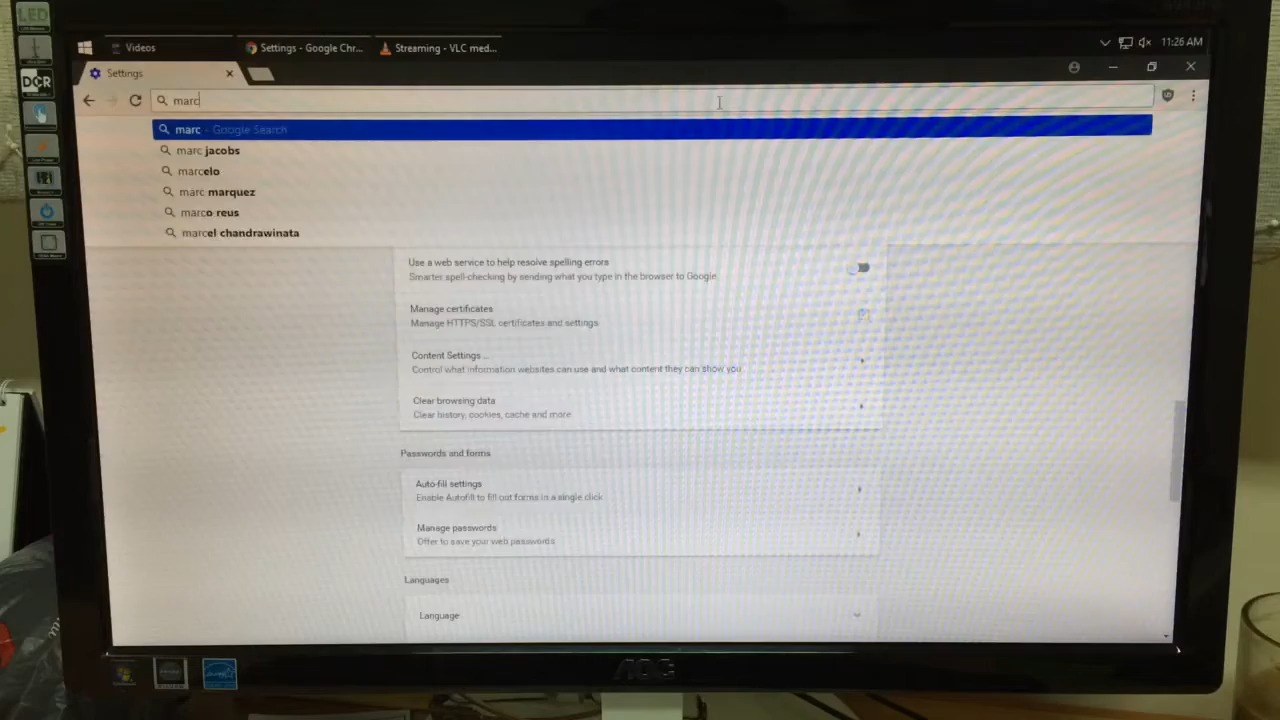 LED
Videos
Settings - Google Chr...
Streaming - VLC med...
11:26 AM
DCR
Settings
marc
marc - Google Search
marc jacobs
marcelo
marc marquez
marco reus
marcel chandrawinata
Use a web service to help resolve spelling errors
Smarter spell-checking by sending what you type in the browser to Google.
Manage certificates
Manage HTTPS/SSL certificates and settings
Content Settings...
Control what information websites can use and what content they can show you
Clear browsing data
Clear history, cookies, cache and more
Passwords and forms
Auto-fill settings
Enable Autofill to fill out forms in a single click
Manage passwords
Offer to save your web passwords
Languages
Language
AOC